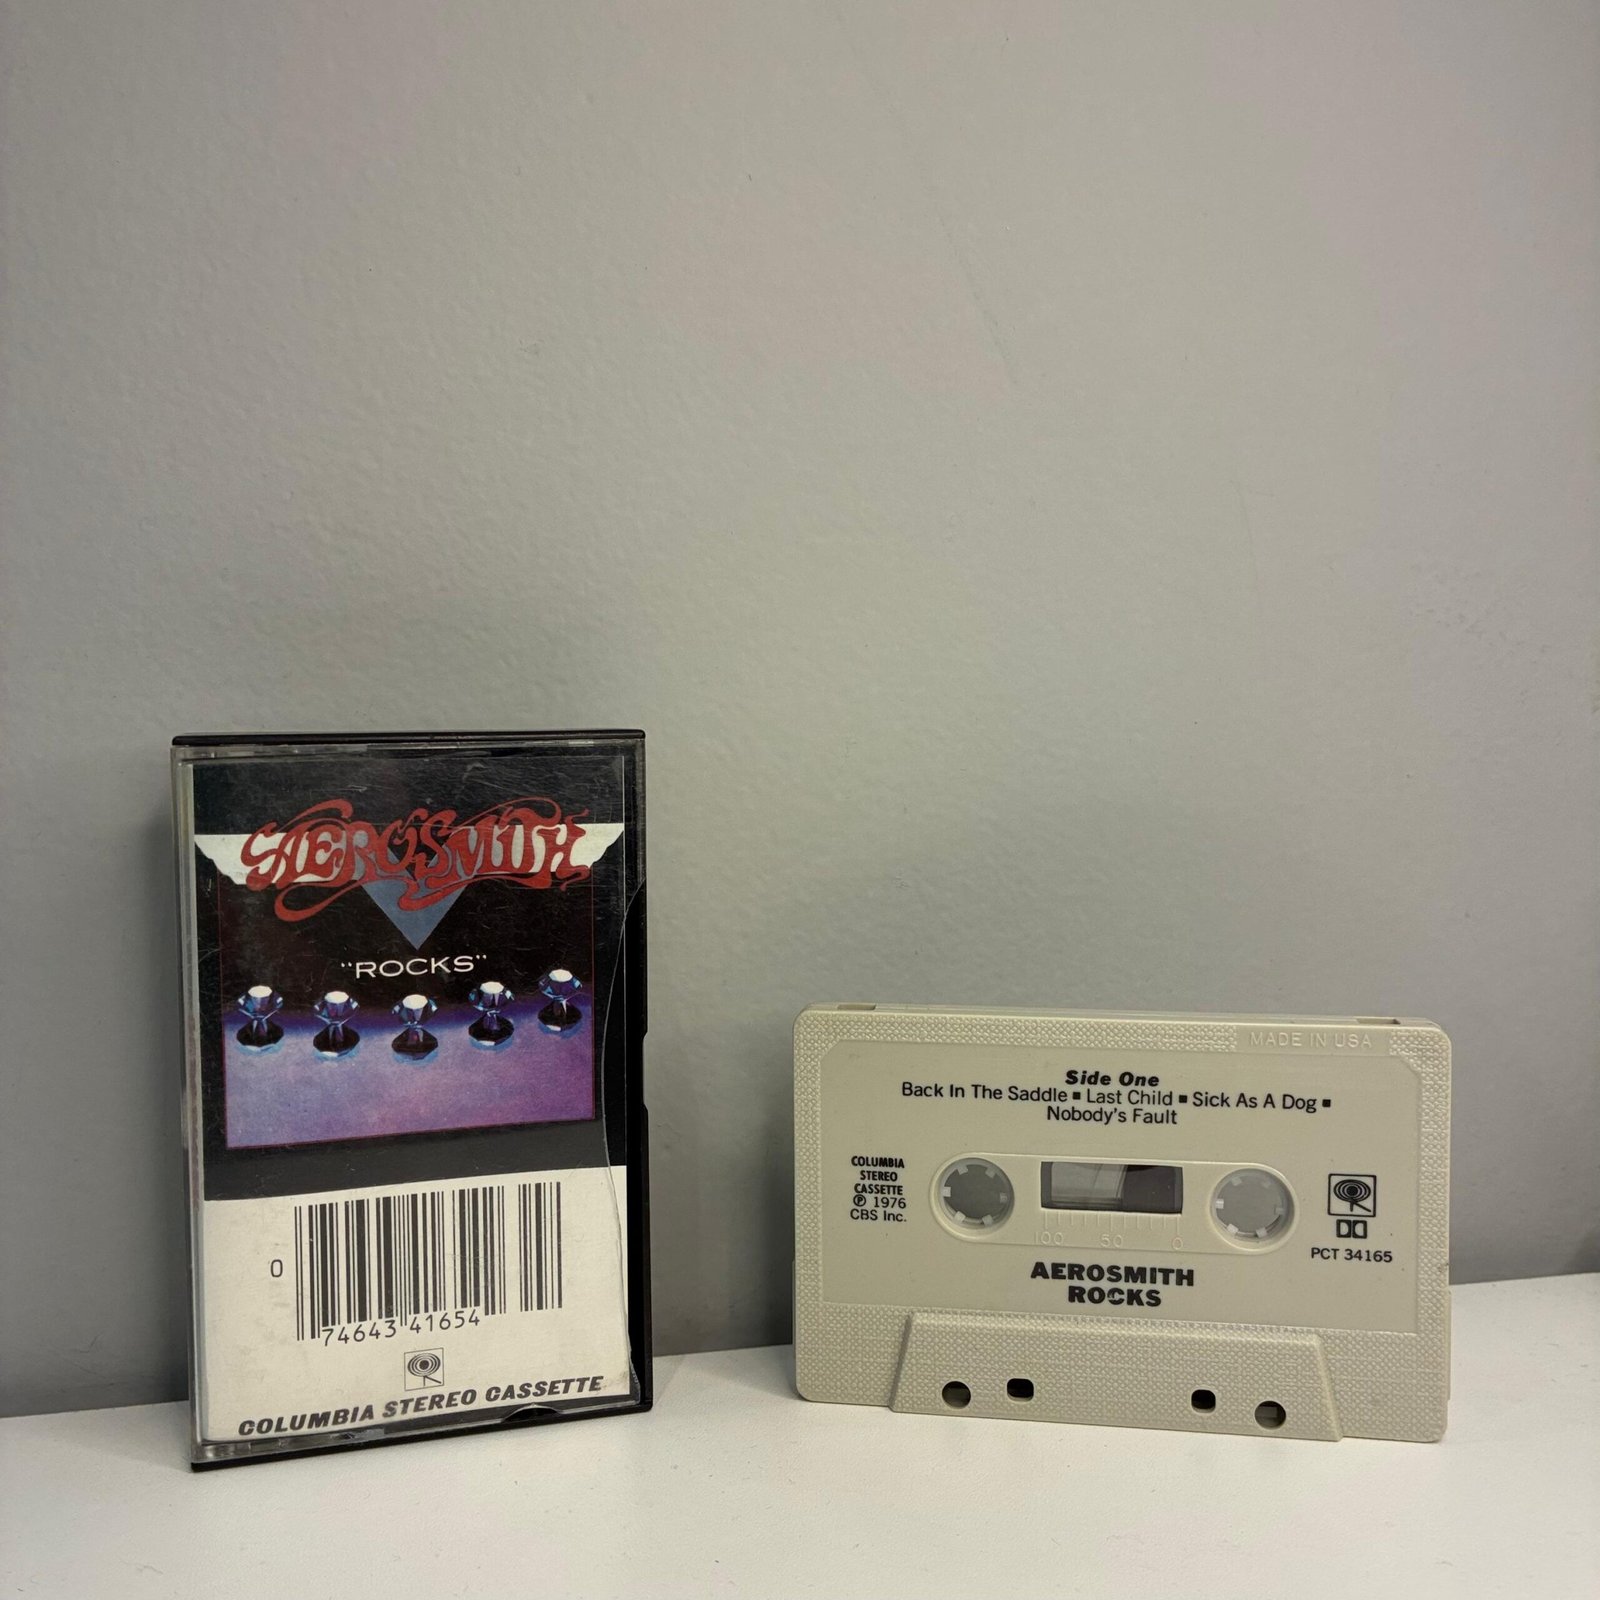 AEROSMITH
"ROCKS"
0 74643 41654
COLUMBIA STEREO CASSETTE
MADE IN USA
Side One
Back In The Saddle ▪ Last Child ▪ Sick As A Dog ▪
Nobody's Fault
COLUMBIA
STEREO
CASSETTE
℗ 1976
CBS Inc.
100 50 0
PCT 34165
AEROSMITH
ROCKS